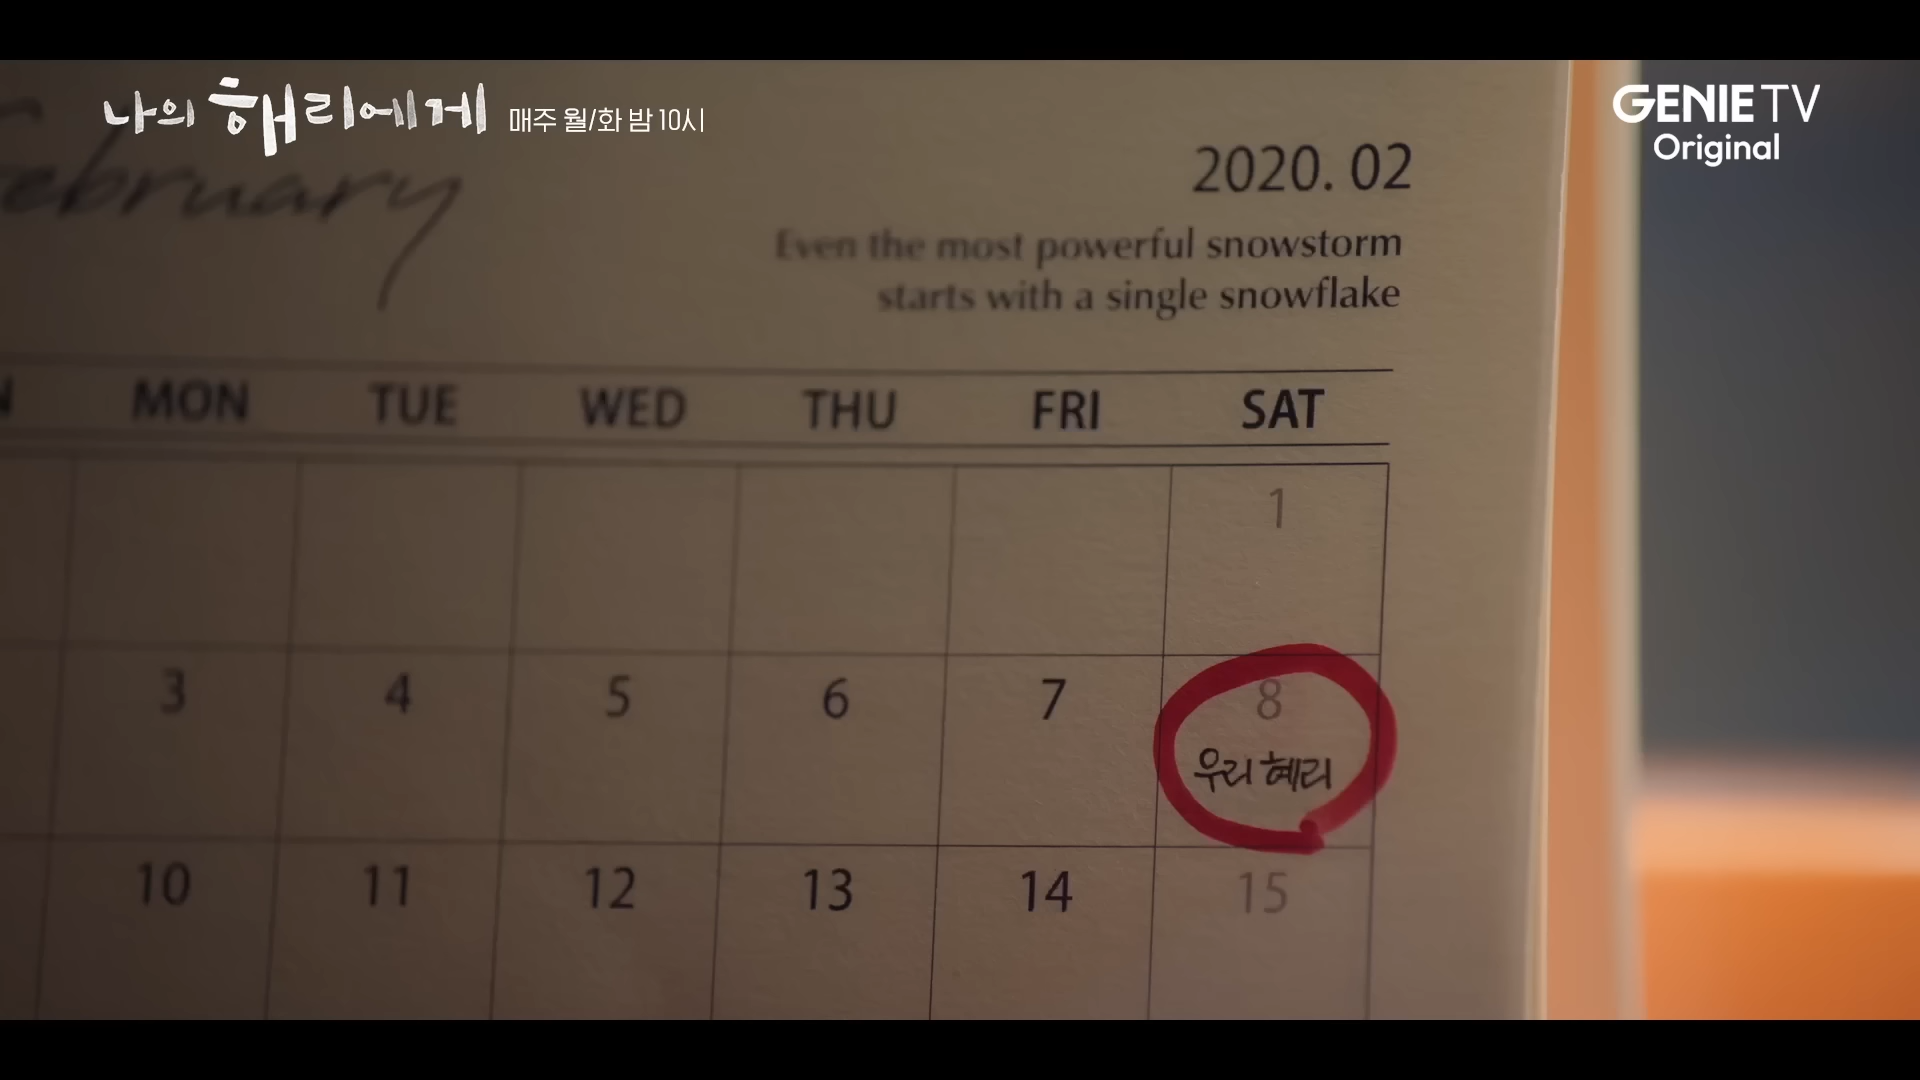 나의 해리에게 매주 월/화 밤 10시
GENIE TV
Original
February
2020. 02
Even the most powerful snowstorm
starts with a single snowflake
MON TUE WED THU FRI SAT
1
3 4 5 6 7 8
우리 혜리
10 11 12 13 14 15